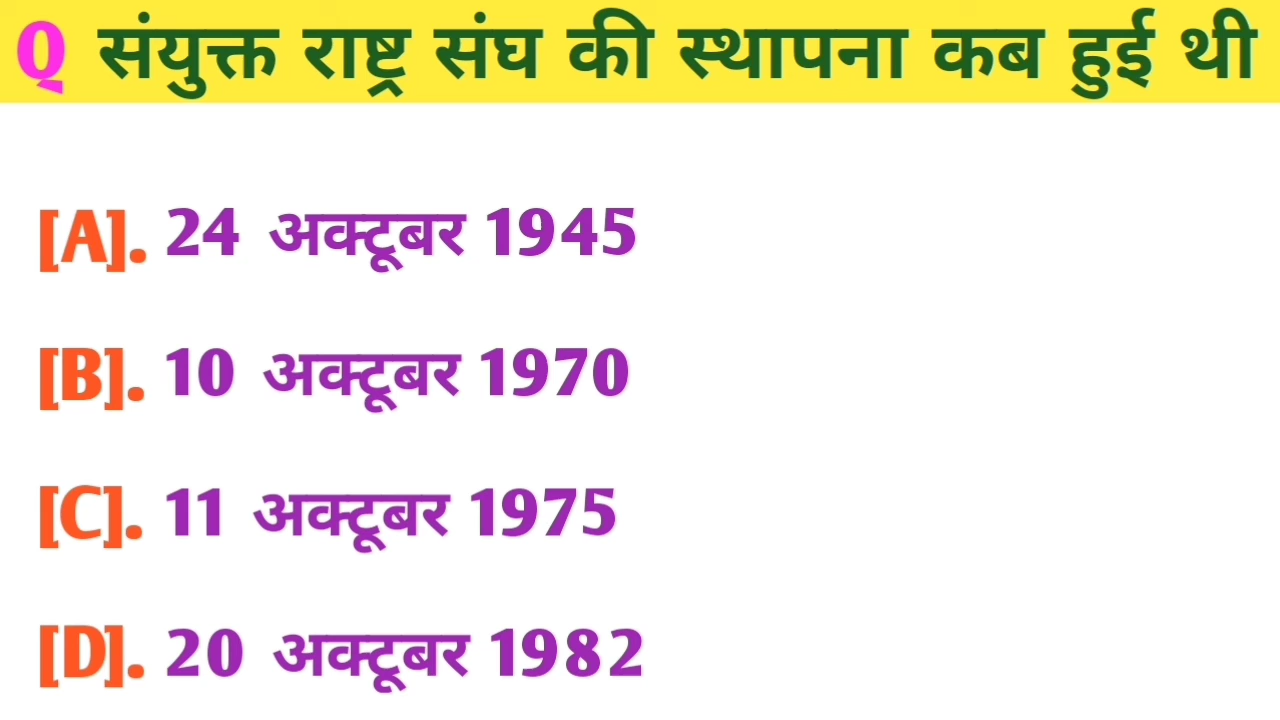 Q संयुक्त राष्ट्र संघ की स्थापना कब हुई थी
[A]. 24 अक्टूबर 1945
[B]. 10 अक्टूबर 1970
[C]. 11 अक्टूबर 1975
[D]. 20 अक्टूबर 1982